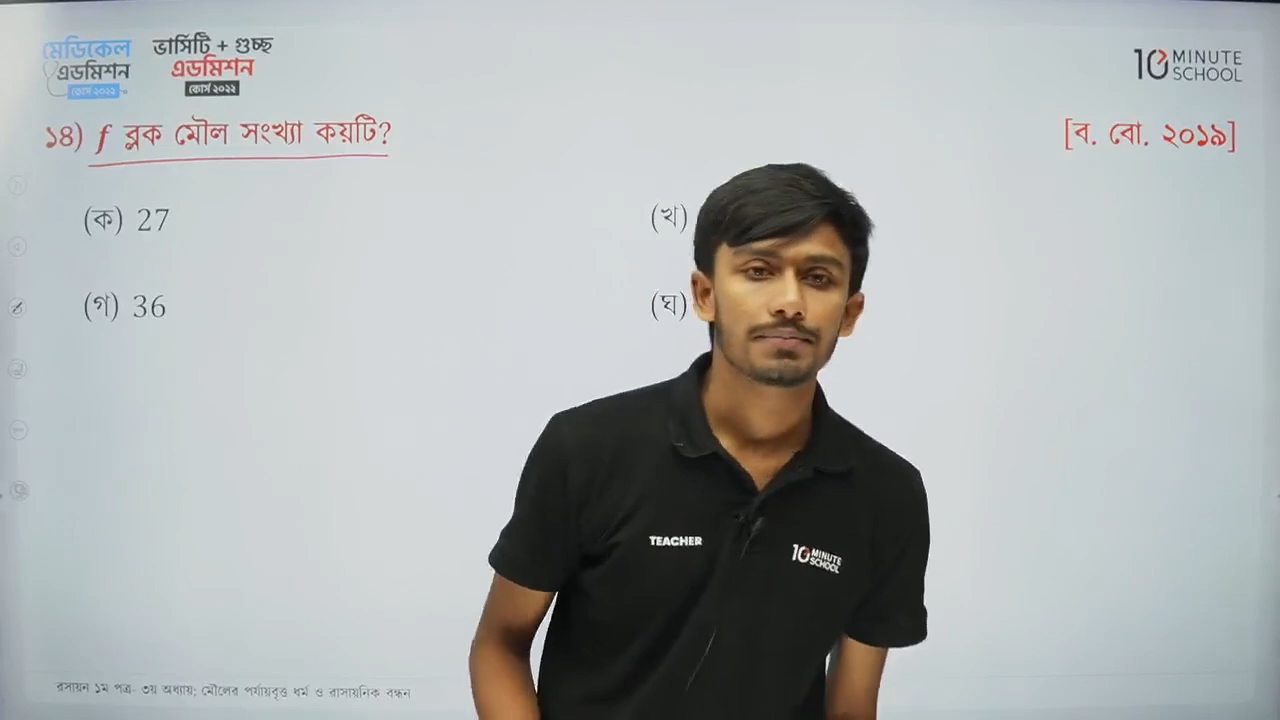 মেডিকেল
এডমিশন
কোর্স ২০২২
ভার্সিটি + গুচ্ছ
এডমিশন
কোর্স ২০২২
10 MINUTE
SCHOOL
১৪) f ব্লক মৌল সংখ্যা কয়টি?
[ব. বো. ২০১৯]
(ক) 27
(খ)
(গ) 36
(ঘ)
TEACHER
10 MINUTE
SCHOOL
রসায়ন ১ম পত্র- ৩য় অধ্যায়; মৌলের পর্যায়বৃত্ত ধর্ম ও রাসায়নিক বন্ধন